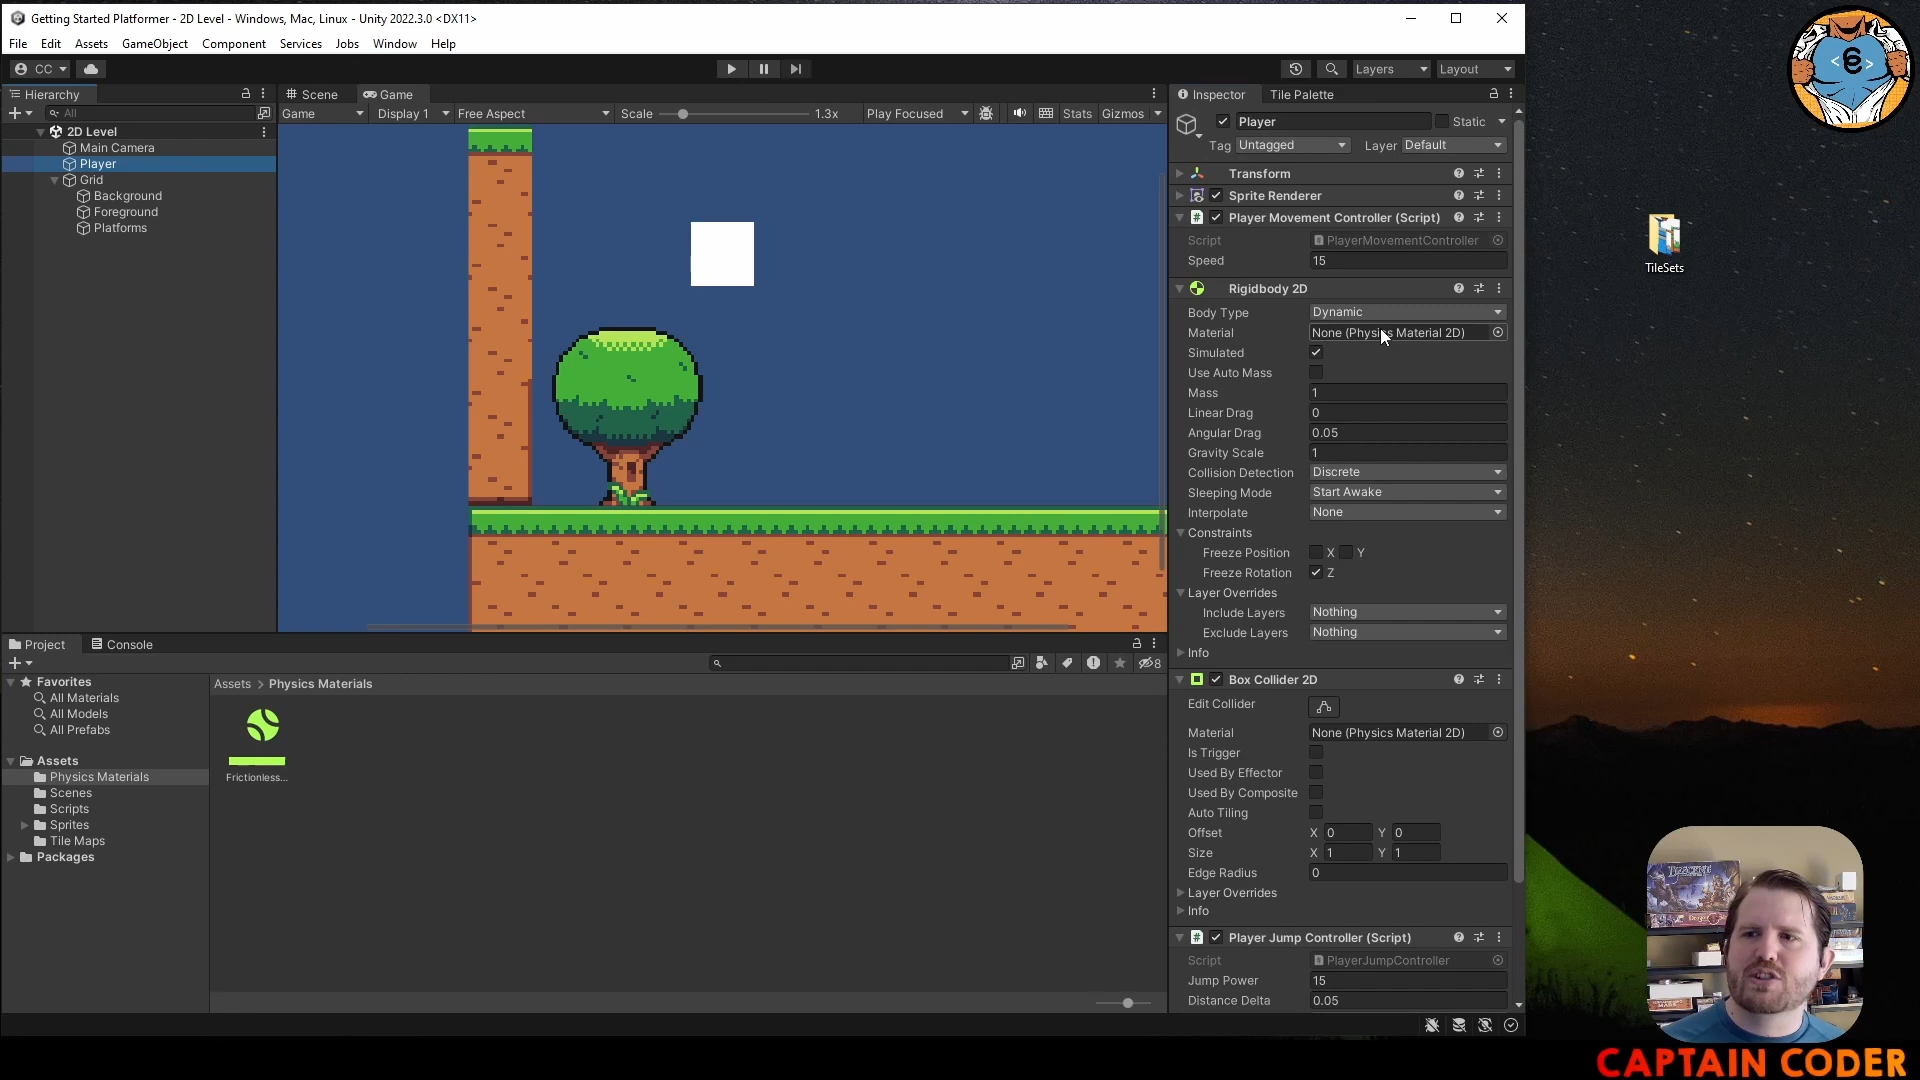 Getting Started Platformer - 2D Level - Windows, Mac, Linux - Unity 2022.3.0 <DX11>
File Edit Assets GameObject Component Services Jobs Window Help
CC
Layers
Layout
Hierarchy
All
2D Level
Main Camera
Player
Grid
Background
Foreground
Platforms
Scene
Game
Game
Display 1
Free Aspect
Scale
1.3x
Play Focused
Stats
Gizmos
Inspector
Tile Palette
Player
Static
Tag Untagged
Layer Default
Transform
Sprite Renderer
Player Movement Controller (Script)
Script PlayerMovementController
Speed 15
Rigidbody 2D
Body Type Dynamic
Material None (Physics Material 2D)
Simulated
Use Auto Mass
Mass 1
Linear Drag 0
Angular Drag 0.05
Gravity Scale 1
Collision Detection Discrete
Sleeping Mode Start Awake
Interpolate None
Constraints
Freeze Position X Y
Freeze Rotation Z
Layer Overrides
Include Layers Nothing
Exclude Layers Nothing
Info
Box Collider 2D
Edit Collider
Material None (Physics Material 2D)
Is Trigger
Used By Effector
Used By Composite
Auto Tiling
Offset X 0 Y 0
Size X 1 Y 1
Edge Radius 0
Layer Overrides
Info
Player Jump Controller (Script)
Script PlayerJumpController
Jump Power 15
Distance Delta 0.05
Project
Console
8
Favorites
All Materials
All Models
All Prefabs
Assets
Physics Materials
Scenes
Scripts
Sprites
Tile Maps
Packages
Assets > Physics Materials
Frictionless...
TileSets
CAPTAIN CODER